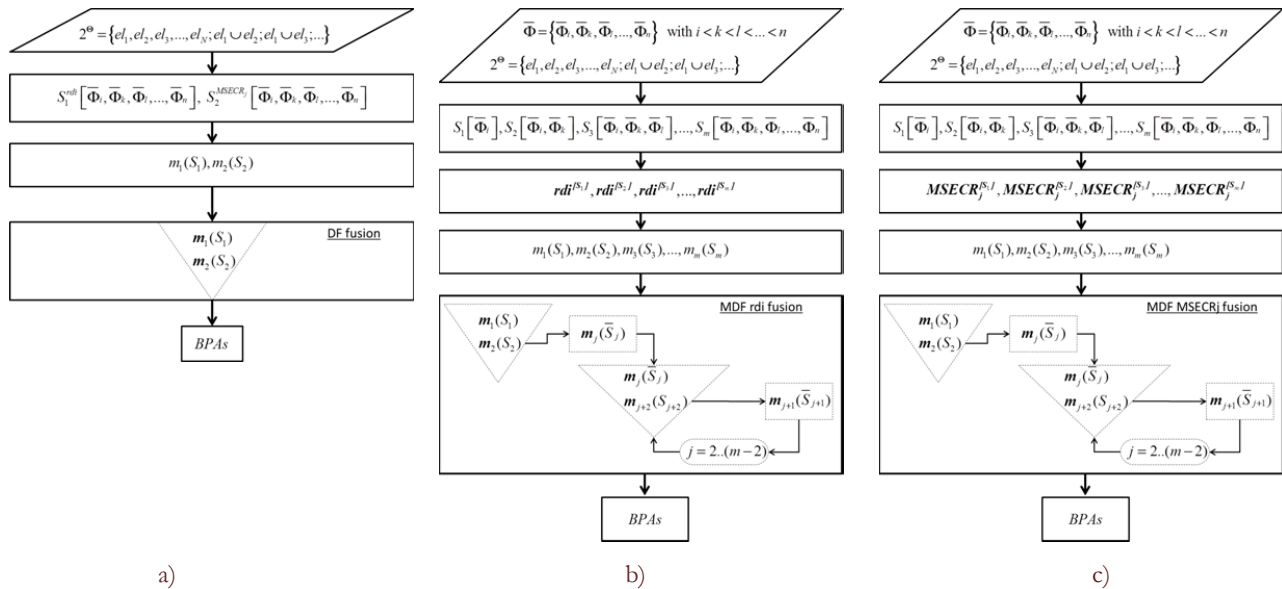 2^Θ = {el_1, el_2, el_3, ..., el_N; el_1 ∪ el_2; el_1 ∪ el_3; ...}
S_1^{rdi} [Φ̅_i, Φ̅_k, Φ̅_l, ..., Φ̅_n], S_2^{MSECR_j} [Φ̅_i, Φ̅_k, Φ̅_l, ..., Φ̅_n]
m_1(S_1), m_2(S_2)
DF fusion
m_1(S_1)
m_2(S_2)
BPAs
a)
Φ̅ = {Φ̅_i, Φ̅_k, Φ̅_l, ..., Φ̅_n} with i < k < l < ... < n
2^Θ = {el_1, el_2, el_3, ..., el_N; el_1 ∪ el_2; el_1 ∪ el_3; ...}
S_1[Φ̅_i], S_2[Φ̅_i, Φ̅_k], S_3[Φ̅_i, Φ̅_k, Φ̅_l], ..., S_m[Φ̅_i, Φ̅_k, Φ̅_l, ..., Φ̅_n]
rdi^{[S_1]}, rdi^{[S_2]}, rdi^{[S_3]}, ..., rdi^{[S_m]}
m_1(S_1), m_2(S_2), m_3(S_3), ..., m_m(S_m)
MDF rdi fusion
m_1(S_1)
m_2(S_2)
m_j(S̅_j)
m_j(S̅_j)
m_{j+2}(S_{j+2})
m_{j+1}(S̅_{j+1})
j = 2..(m−2)
BPAs
b)
Φ̅ = {Φ̅_i, Φ̅_k, Φ̅_l, ..., Φ̅_n} with i < k < l < ... < n
2^Θ = {el_1, el_2, el_3, ..., el_N; el_1 ∪ el_2; el_1 ∪ el_3; ...}
S_1[Φ̅_i], S_2[Φ̅_i, Φ̅_k], S_3[Φ̅_i, Φ̅_k, Φ̅_l], ..., S_m[Φ̅_i, Φ̅_k, Φ̅_l, ..., Φ̅_n]
MSECR_j^{[S_1]}, MSECR_j^{[S_2]}, MSECR_j^{[S_3]}, ..., MSECR_j^{[S_m]}
m_1(S_1), m_2(S_2), m_3(S_3), ..., m_m(S_m)
MDF MSECRj fusion
m_1(S_1)
m_2(S_2)
m_j(S̅_j)
m_j(S̅_j)
m_{j+2}(S_{j+2})
m_{j+1}(S̅_{j+1})
j = 2..(m−2)
BPAs
c)